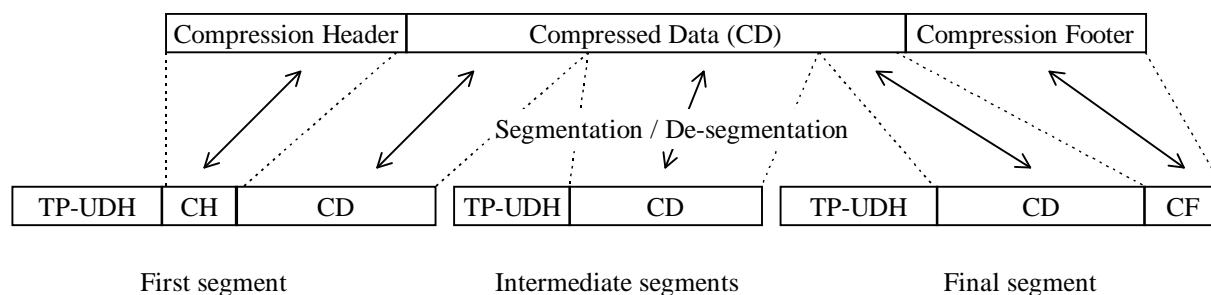 Compression Header Compressed Data (CD) Compression Footer
Segmentation / De-segmentation
TP-UDH CH CD TP-UDH CD TP-UDH CD CF
First segment Intermediate segments Final segment